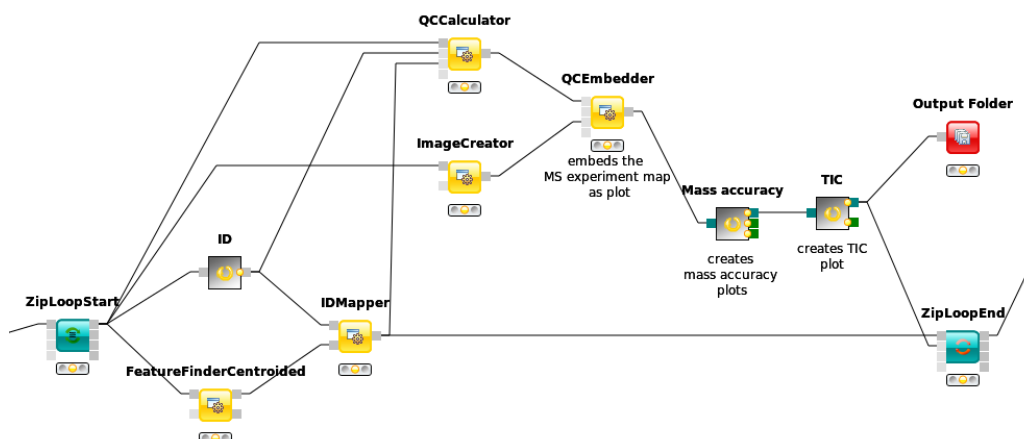 QCCalculator
QCEmbedder
Output Folder
ImageCreator
embeds the
MS experiment map
as plot
Mass accuracy
TIC
creates
mass accuracy
plots
creates TIC
plot
ID
ZipLoopStart
IDMapper
ZipLoopEnd
FeatureFinderCentroided